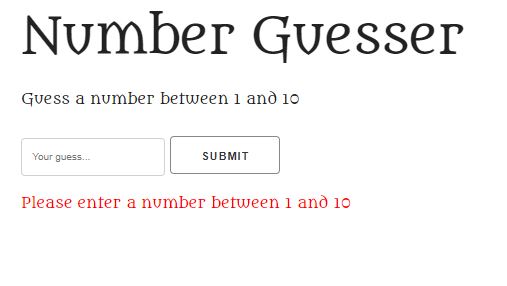 Number Guesser
Guess a number between 1 and 10
Your guess...
SUBMIT
Please enter a number between 1 and 10